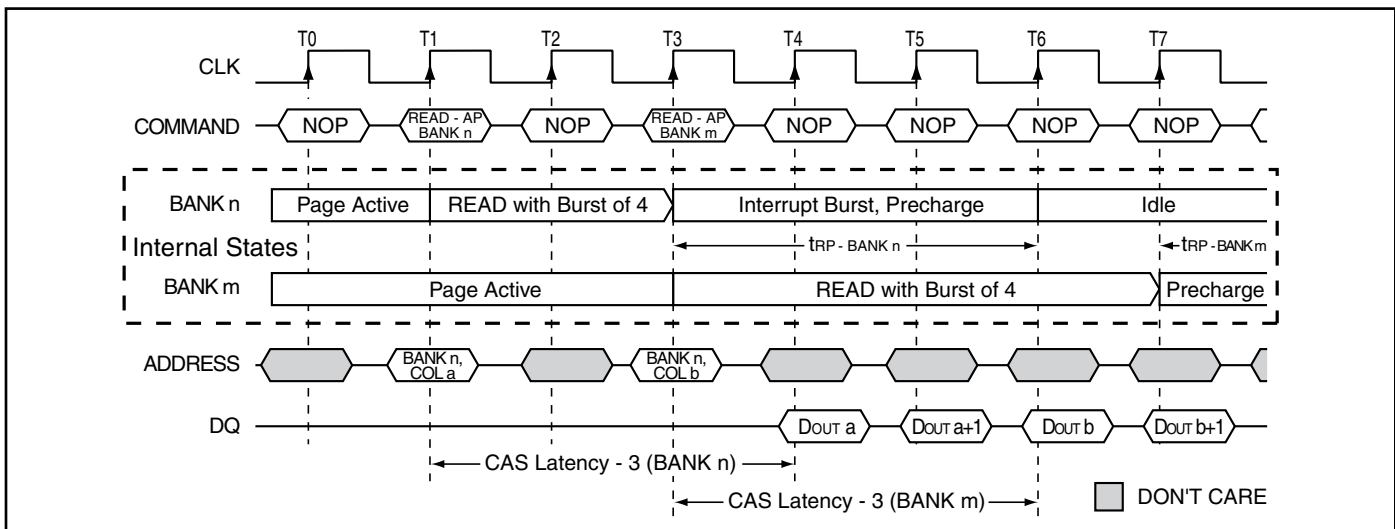 T0 T1 T2 T3 T4 T5 T6 T7
CLK
COMMAND NOP READ - AP BANK n NOP READ - AP BANK m NOP NOP NOP NOP
BANK n Page Active READ with Burst of 4 Interrupt Burst, Precharge Idle
Internal States tRP - BANK n tRP - BANK m
BANK m Page Active READ with Burst of 4 Precharge
ADDRESS BANK n, COL a BANK n, COL b
DQ DOUT a DOUT a+1 DOUT b DOUT b+1
CAS Latency - 3 (BANK n)
CAS Latency - 3 (BANK m) DON'T CARE